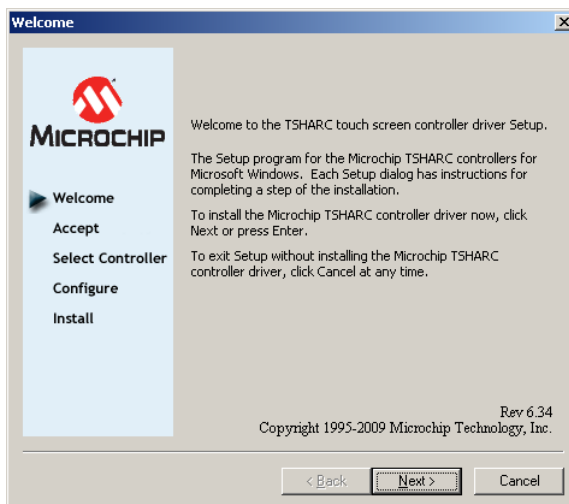 Welcome
MICROCHIP
Welcome
Accept
Select Controller
Configure
Install
Welcome to the TSHARC touch screen controller driver Setup.
The Setup program for the Microchip TSHARC controllers for
Microsoft Windows.  Each Setup dialog has instructions for
completing a step of the installation.
To install the Microchip TSHARC controller driver now, click
Next or press Enter.
To exit Setup without installing the Microchip TSHARC
controller driver, click Cancel at any time.
Rev 6.34
Copyright 1995-2009 Microchip Technology, Inc.
< Back
Next >
Cancel